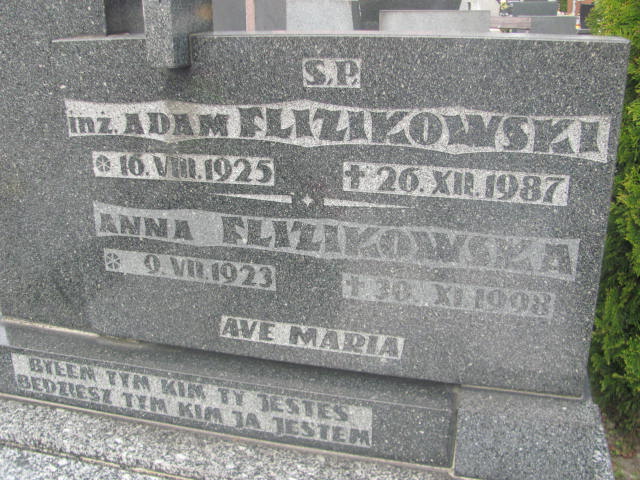 Ś.P.
inż. ADAM FLIZIKOWSKI
* 16.VIII.1925 ✝ 26.XII.1987
ANNA FLIZIKOWSKA
* 9.VII.1923 ✝ 30.XI.1998
AVE MARIA
BYŁEM TYM KIM TY JESTEŚ
BĘDZIESZ TYM KIM JA JESTEM